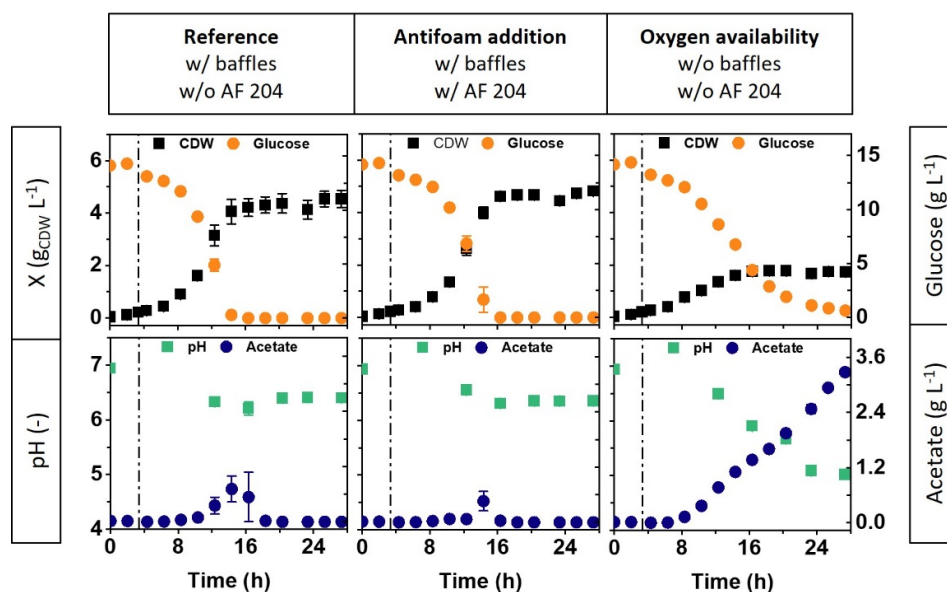 Reference
w/ baffles
w/o AF 204
Antifoam addition
w/ baffles
w/ AF 204
Oxygen availability
w/o baffles
w/o AF 204
X (gCDW L-1)
6
4
2
0
CDW Glucose
CDW Glucose
CDW Glucose
15
10
5
0
Glucose (g L-1)
pH (-)
7
6
5
4
pH Acetate
pH Acetate
pH Acetate
3.6
2.4
1.2
0.0
Acetate (g L-1)
0 8 16 24
0 8 16 24
0 8 16 24
Time (h)
Time (h)
Time (h)